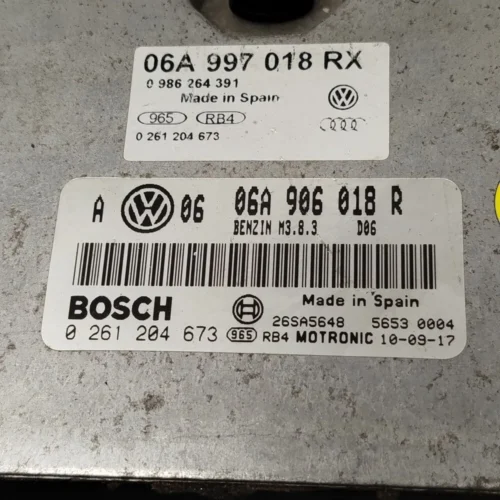 06A 997 018 RX
0 986 264 391
Made in Spain
965 RB4
0 261 204 673
A VW 06 06A 906 018 R
BENZIN M3.8.3 D06
BOSCH Made in Spain
26SA5648 5653 0004
0 261 204 673 965 RB4 MOTRONIC 10-09-17